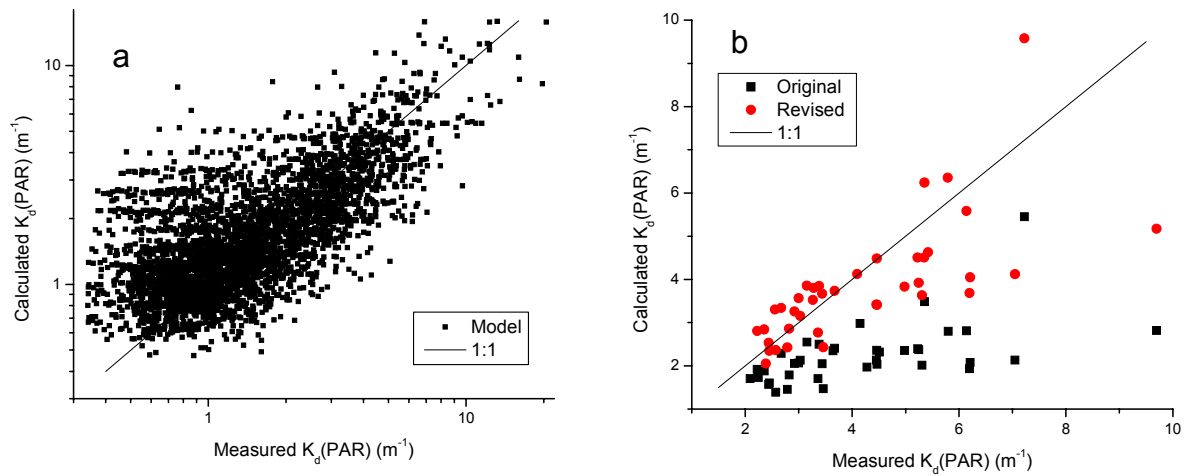 a
10
1
Calculated K_d(PAR) (m^-1)
Model
1:1
1
10
Measured K_d(PAR) (m^-1)
b
Original
Revised
1:1
10
8
6
4
2
Calculated K_d(PAR) (m^-1)
2
4
6
8
10
Measured K_d(PAR) (m^-1)